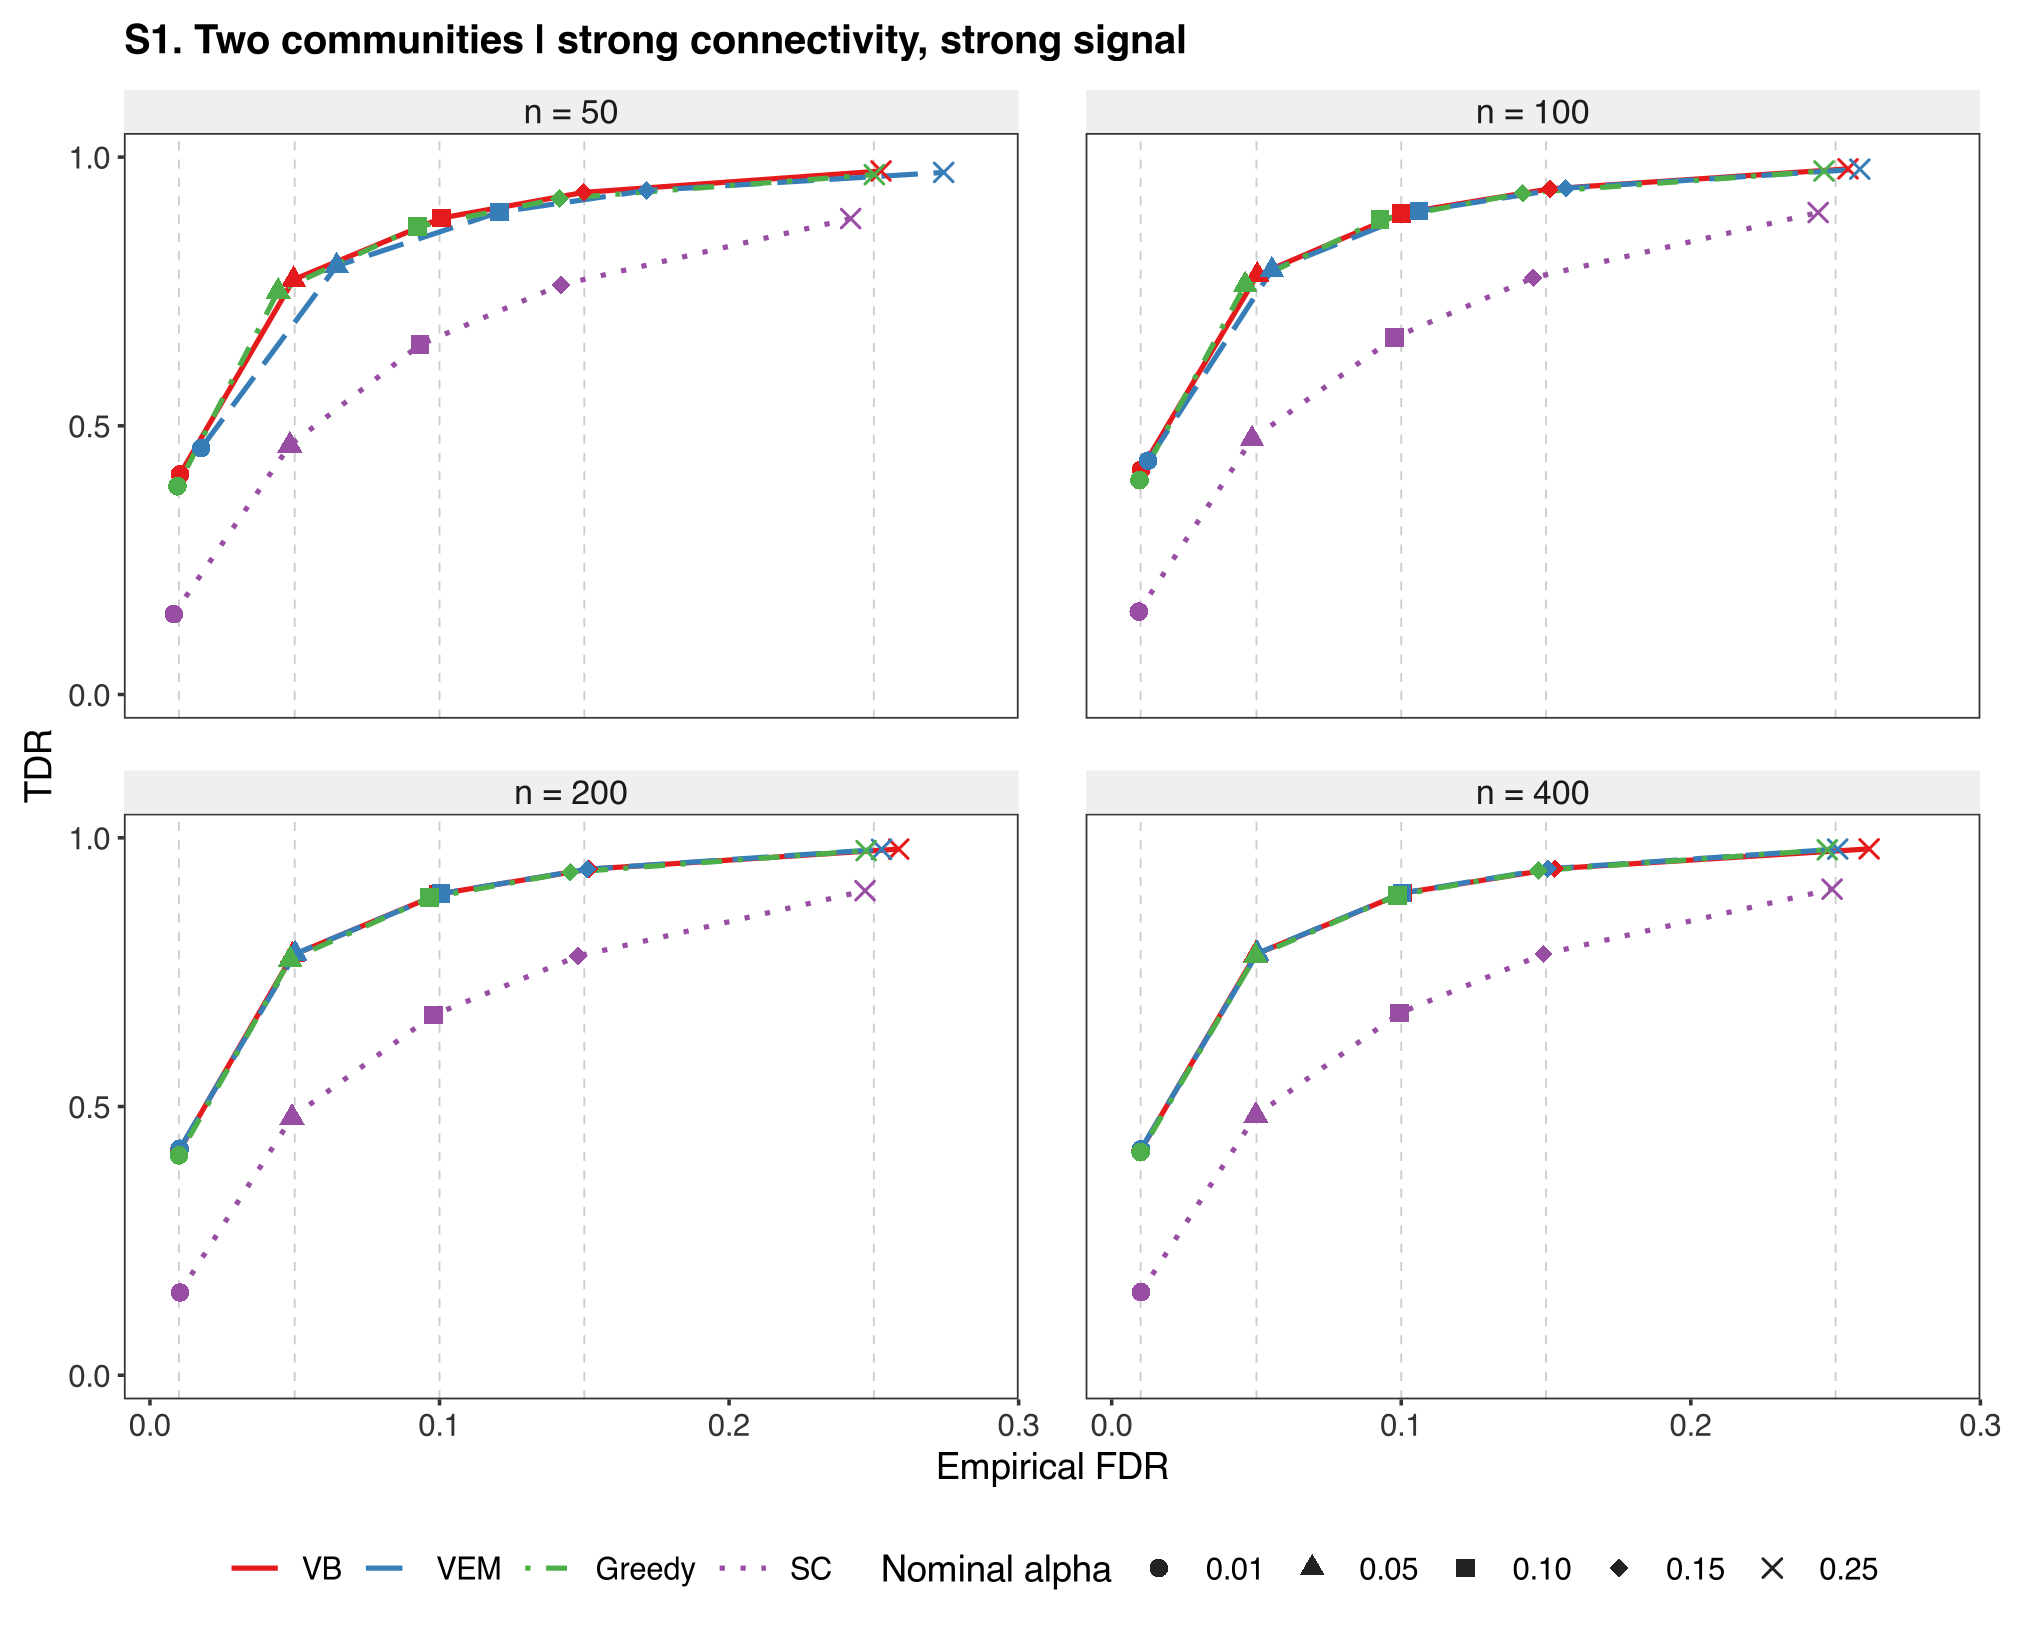 S1. Two communities | strong connectivity, strong signal
n = 50
n = 100
1.0
0.5
0.0
TDR
n = 200
n = 400
1.0
0.5
0.0
0.0
0.1
0.2
0.3
0.0
0.1
0.2
0.3
Empirical FDR
VB VEM Greedy SC Nominal alpha 0.01 0.05 0.10 0.15 0.25